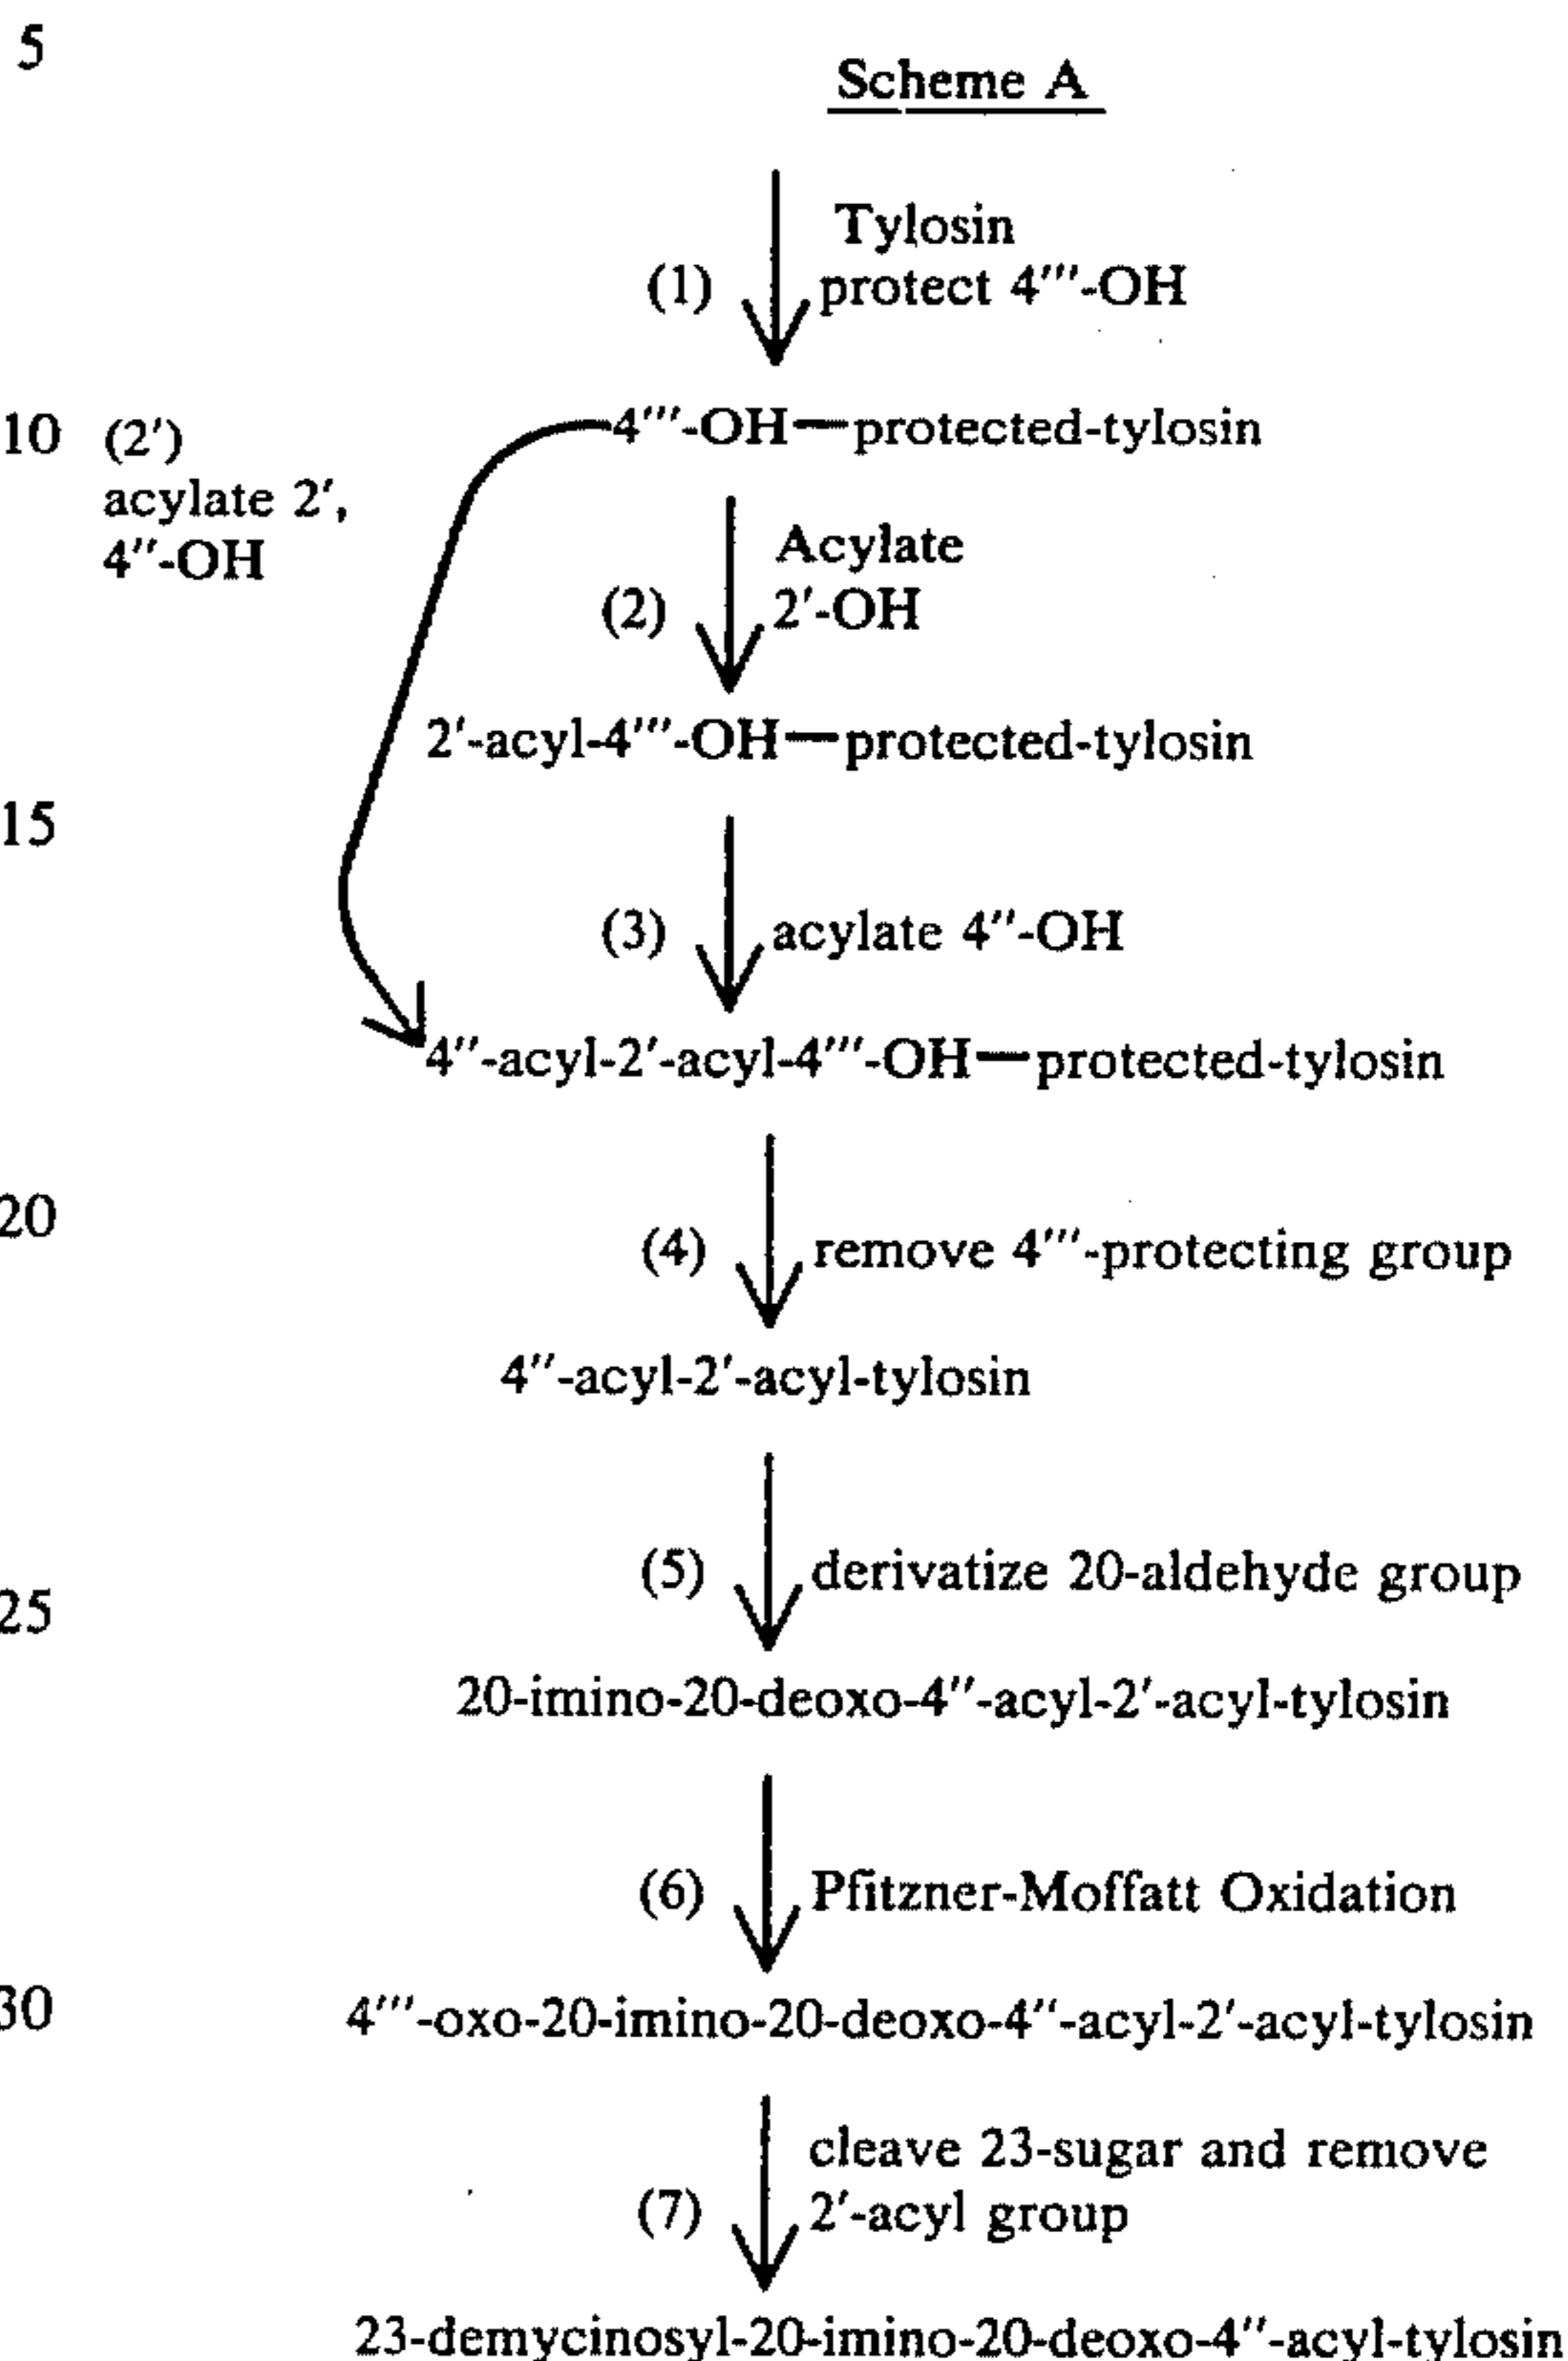 5
Scheme A
Tylosin
(1) protect 4‴-OH
10 (2′) 4‴-OH—protected-tylosin
acylate 2′,
4″-OH
Acylate
(2) 2′-OH
2′-acyl-4‴-OH—protected-tylosin
15
(3) acylate 4″-OH
4″-acyl-2′-acyl-4‴-OH—protected-tylosin
20
(4) remove 4‴-protecting group
4″-acyl-2′-acyl-tylosin
(5) derivatize 20-aldehyde group
25
20-imino-20-deoxo-4″-acyl-2′-acyl-tylosin
(6) Pfitzner-Moffatt Oxidation
30 4‴-oxo-20-imino-20-deoxo-4″-acyl-2′-acyl-tylosin
cleave 23-sugar and remove
(7) 2′-acyl group
23-demycinosyl-20-imino-20-deoxo-4″-acyl-tylosin